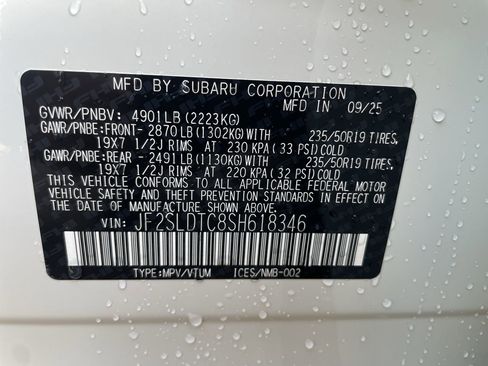 MFD BY SUBARU CORPORATION
GVWR/PNBV: 4901LB(2223KG) MFD IN 09/25
GAWR/PNBE:FRONT- 2870LB(1302KG)WITH 235/50R19 TIRES,
19X7 1/2J RIMS AT 230 KPA(33 PSI)COLD
GAWR/PNBE:REAR - 2491LB(1130KG)WITH 235/50R19 TIRES,
19X7 1/2J RIMS AT 220 KPA(32 PSI)COLD
THIS VEHICLE CONFORMS TO ALL APPLICABLE FEDERAL MOTOR
VEHICLE SAFETY AND THEFT PREVENTION STANDARDS IN EFFECT ON
THE DATE OF MANUFACTURE SHOWN ABOVE.
VIN: JF2SLDTC8SH618346
TYPE:MPV/VTUM ICES/NMB-002